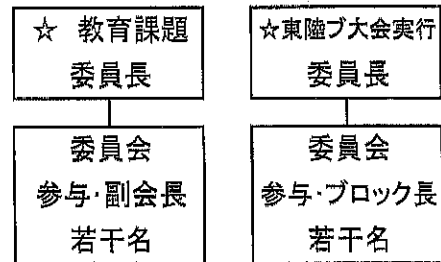 ☆ 教育課題
委員長
委員会
参与・副会長
若干名
☆東陸ブ大会実行
委員長
委員会
参与・ブロック長
若干名